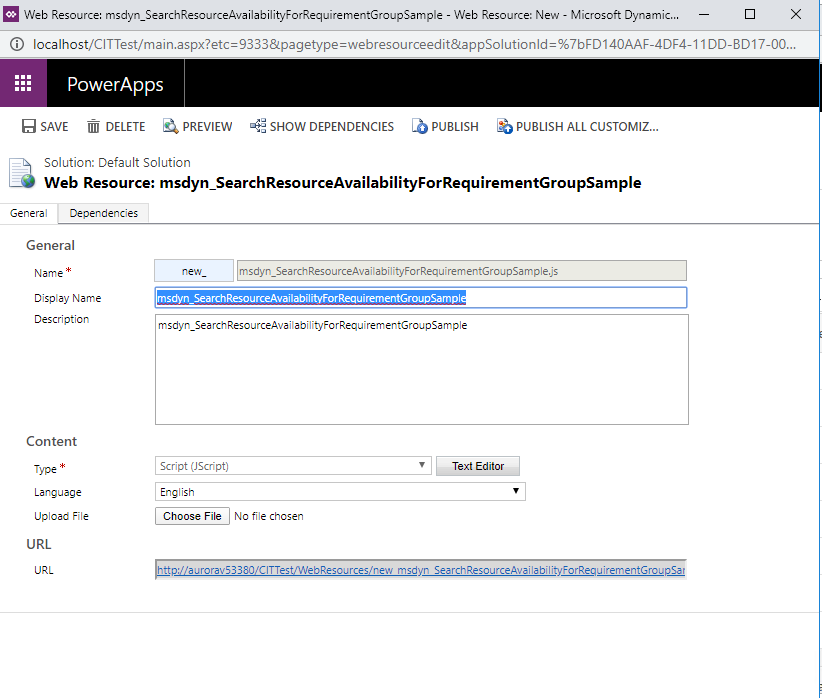 Web Resource: msdyn_SearchResourceAvailabilityForRequirementGroupSample - Web Resource: New - Microsoft Dynamic...
localhost/CITTest/main.aspx?etc=9333&pagetype=webresourceedit&appSolutionId=%7bFD140AAF-4DF4-11DD-BD17-00...
PowerApps
SAVE DELETE PREVIEW SHOW DEPENDENCIES PUBLISH PUBLISH ALL CUSTOMIZ...
Solution: Default Solution
Web Resource: msdyn_SearchResourceAvailabilityForRequirementGroupSample
General Dependencies
General
Name * new_ msdyn_SearchResourceAvailabilityForRequirementGroupSample.js
Display Name msdyn_SearchResourceAvailabilityForRequirementGroupSample
Description msdyn_SearchResourceAvailabilityForRequirementGroupSample
Content
Type * Script (JScript) Text Editor
Language English
Upload File Choose File No file chosen
URL
URL http://aurorav53380/CITTest/WebResources/new_msdyn_SearchResourceAvailabilityForRequirementGroupSar